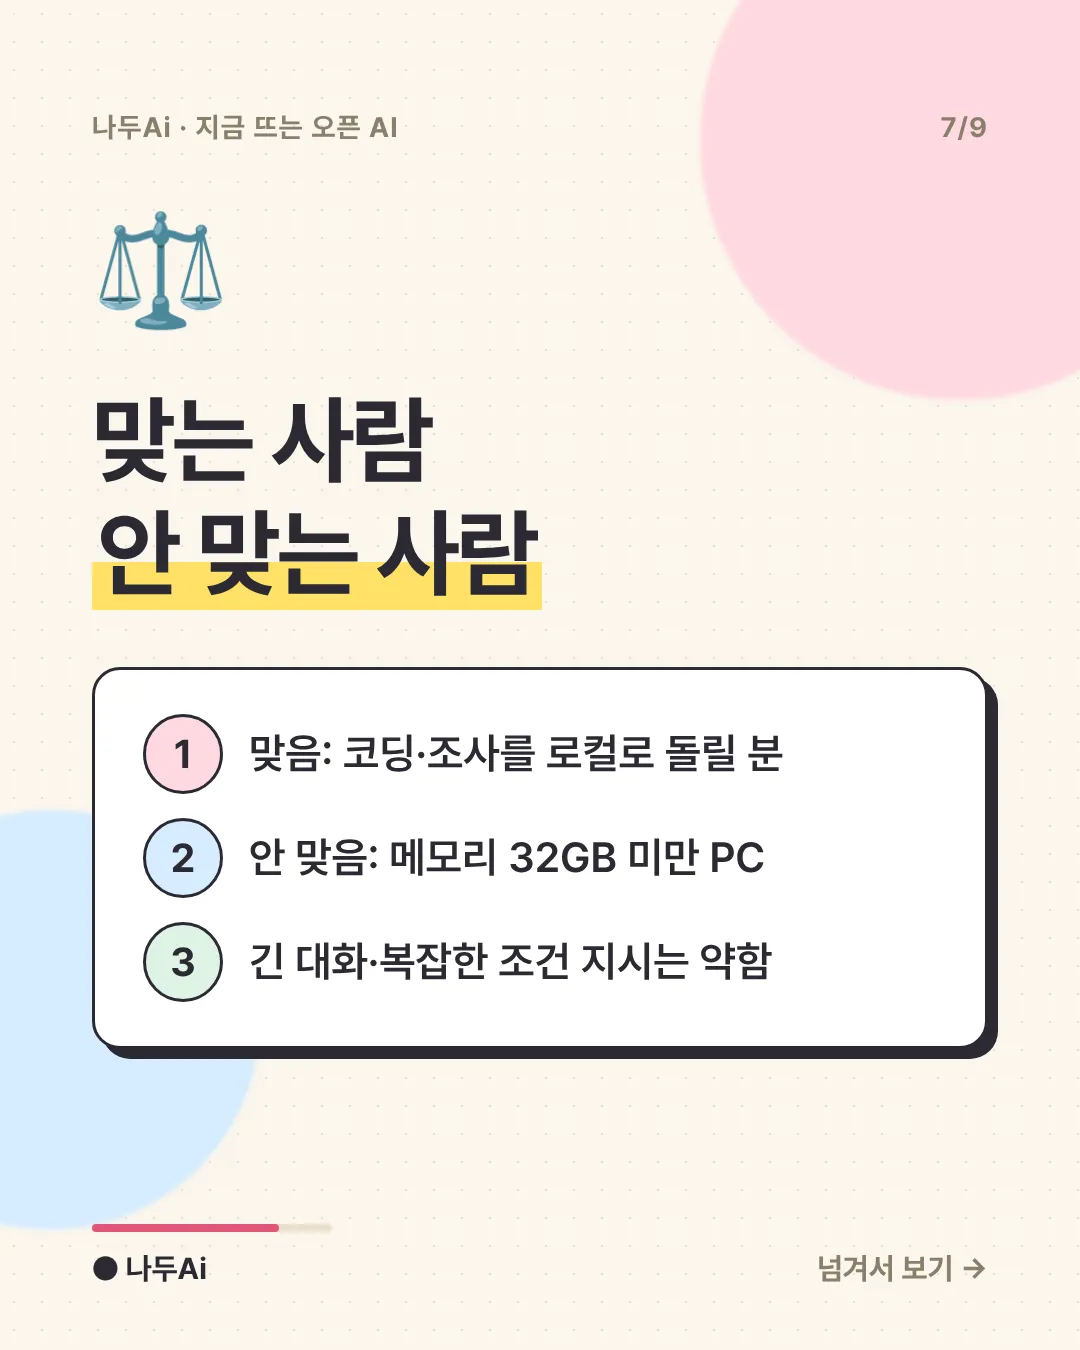 나두Ai · 지금 뜨는 오픈 AI
7/9
맞는 사람
안 맞는 사람
1 맞음: 코딩·조사를 로컬로 돌릴 분
2 안 맞음: 메모리 32GB 미만 PC
3 긴 대화·복잡한 조건 지시는 약함
● 나두Ai
넘겨서 보기 →